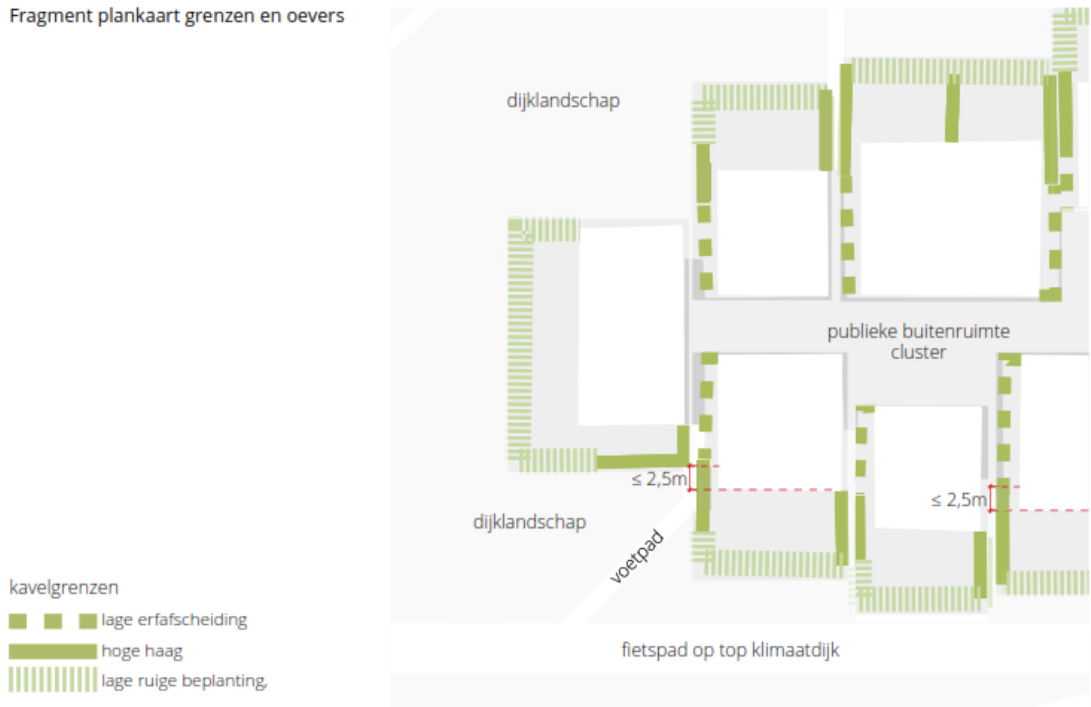 Fragment plankaart grenzen en oevers
dijklandschap
publieke buitenruimte
cluster
≤ 2,5m
≤ 2,5m
dijklandschap
voetpad
fietspad op top klimaatdijk
kavelgrenzen
lage erfafscheiding
hoge haag
lage ruige beplanting,